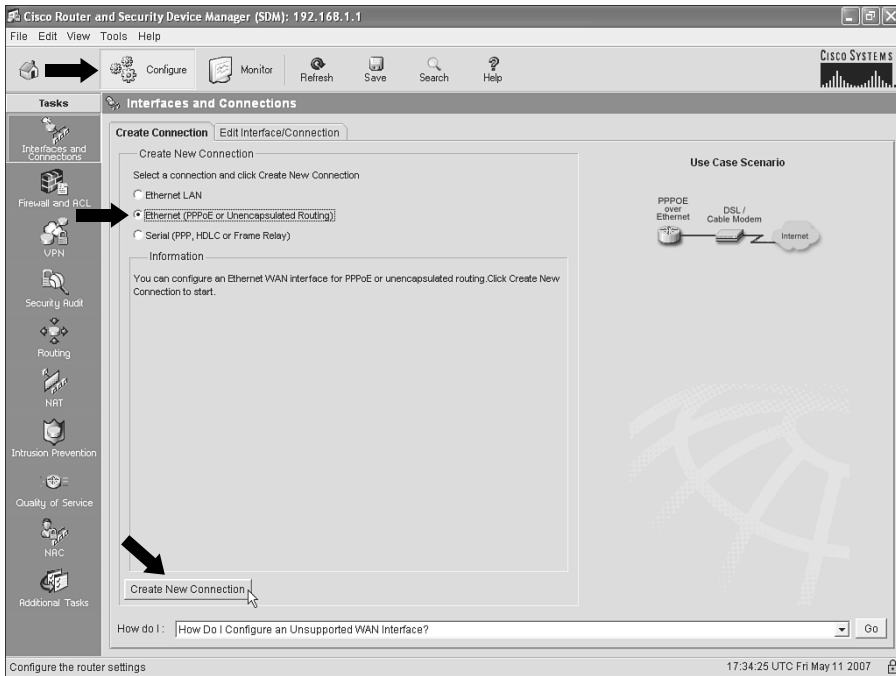 Cisco Router and Security Device Manager (SDM): 192.168.1.1
File Edit View Tools Help
Configure Monitor Refresh Save Search Help
CISCO SYSTEMS
Tasks
Interfaces and Connections
Interfaces and
Connections
Firewall and ACL
VPN
Security Audit
Routing
NAT
Intrusion Prevention
Quality of Service
NAC
Additional Tasks
Create Connection Edit Interface/Connection
Create New Connection
Select a connection and click Create New Connection
Ethernet LAN
Ethernet (PPPoE or Unencapsulated Routing)
Serial (PPP, HDLC or Frame Relay)
Information
You can configure an Ethernet WAN interface for PPPoE or unencapsulated routing.Click Create New
Connection to start.
Use Case Scenario
PPPOE
over
Ethernet
DSL /
Cable Modem
Internet
Create New Connection
How do I : How Do I Configure an Unsupported WAN Interface? Go
Configure the router settings 17:34:25 UTC Fri May 11 2007